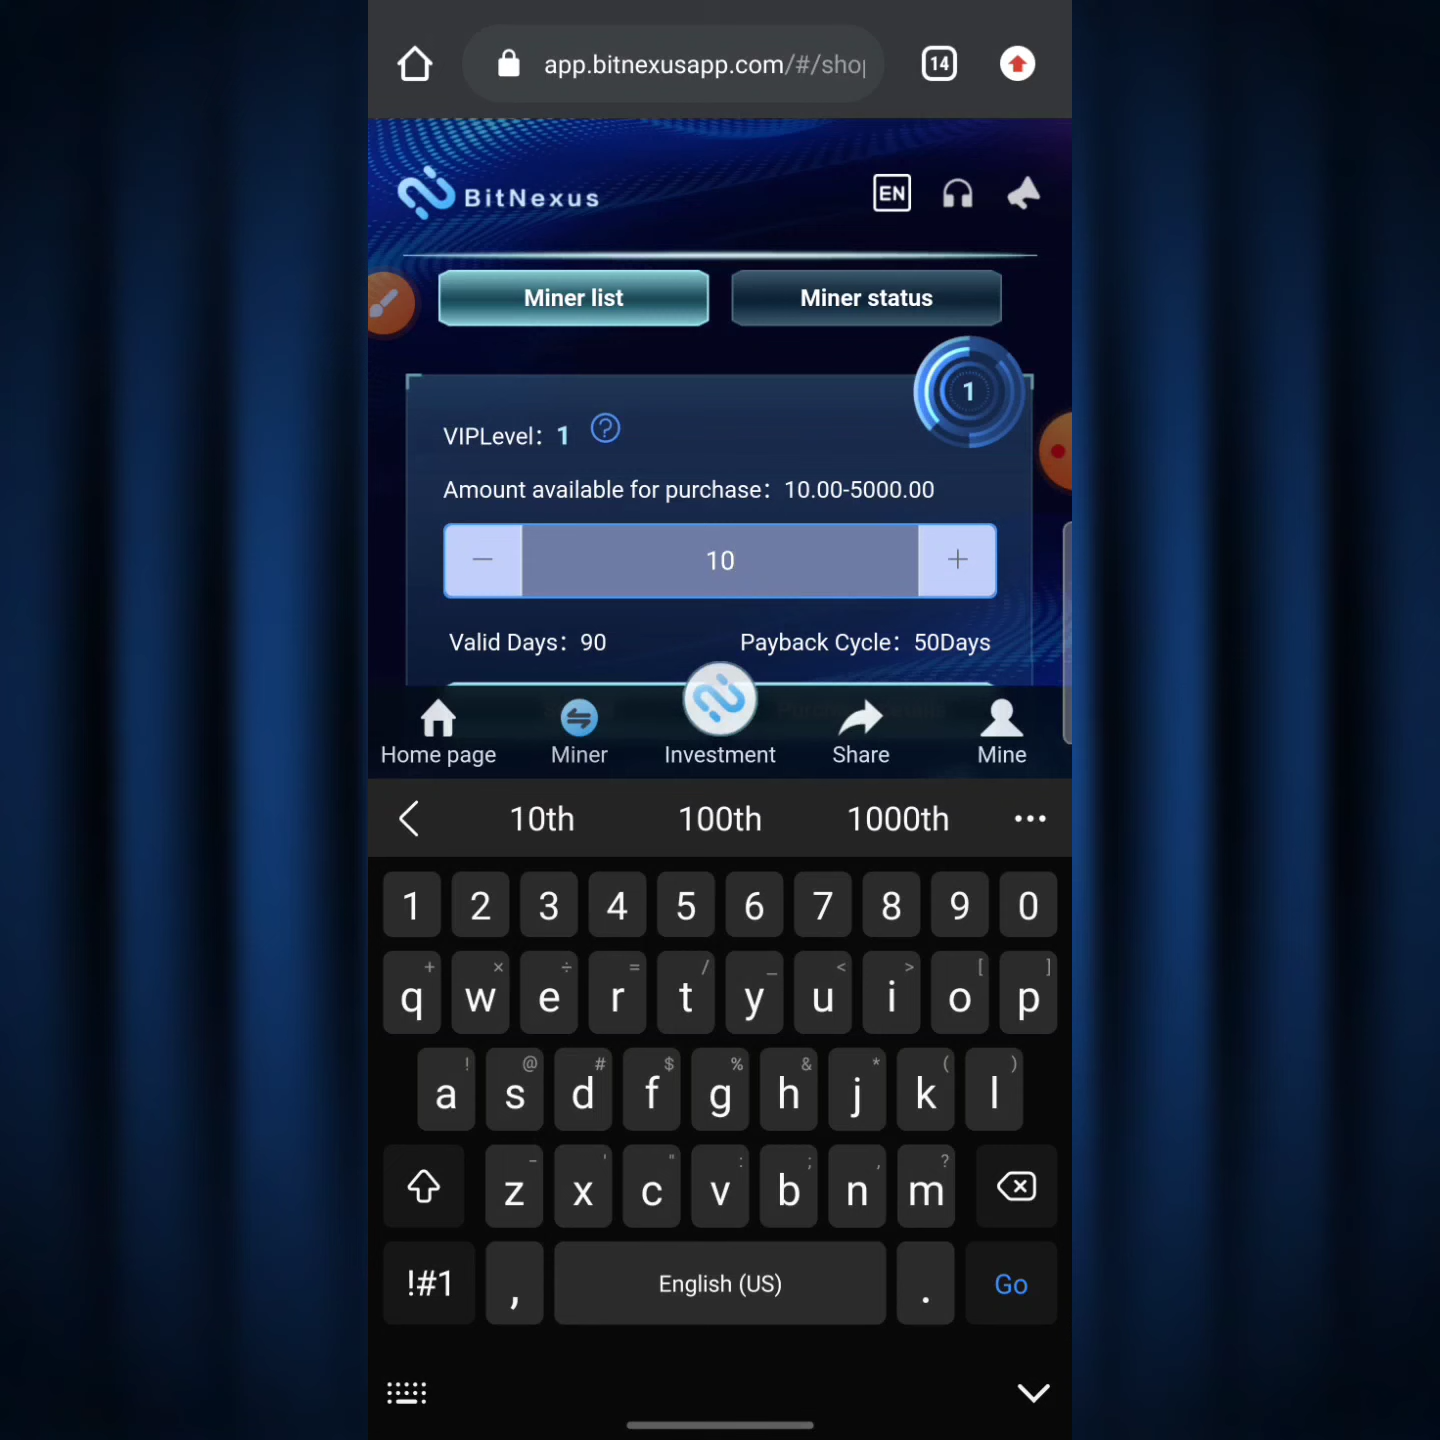 app.bitnexusapp.com/#/shop
14
BitNexus
EN
Miner list
Miner status
1
VIPLevel: 1 ?
Amount available for purchase: 10.00-5000.00
− 10 +
Valid Days: 90
Payback Cycle: 50Days
Home page
Miner
Investment
Share
Mine
10th 100th 1000th
1 2 3 4 5 6 7 8 9 0
+ × ÷ = / _ < > [ ]
q w e r t y u i o p
! @ # $ % & * ( )
a s d f g h j k l
- ' " : ; , ?
z x c v b n m
!#1 , English (US) . Go